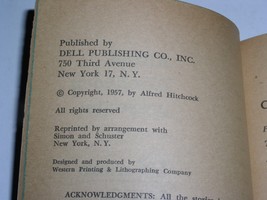 Published by
DELL PUBLISHING CO., INC.
750 Third Avenue
New York 17, N. Y.
© Copyright, 1957, by Alfred Hitchcock
All rights reserved
Reprinted by arrangement with
Simon and Schuster
New York, N. Y.
Designed and produced by
Western Printing & Lithographing Company
ACKNOWLEDGMENTS: All the stories